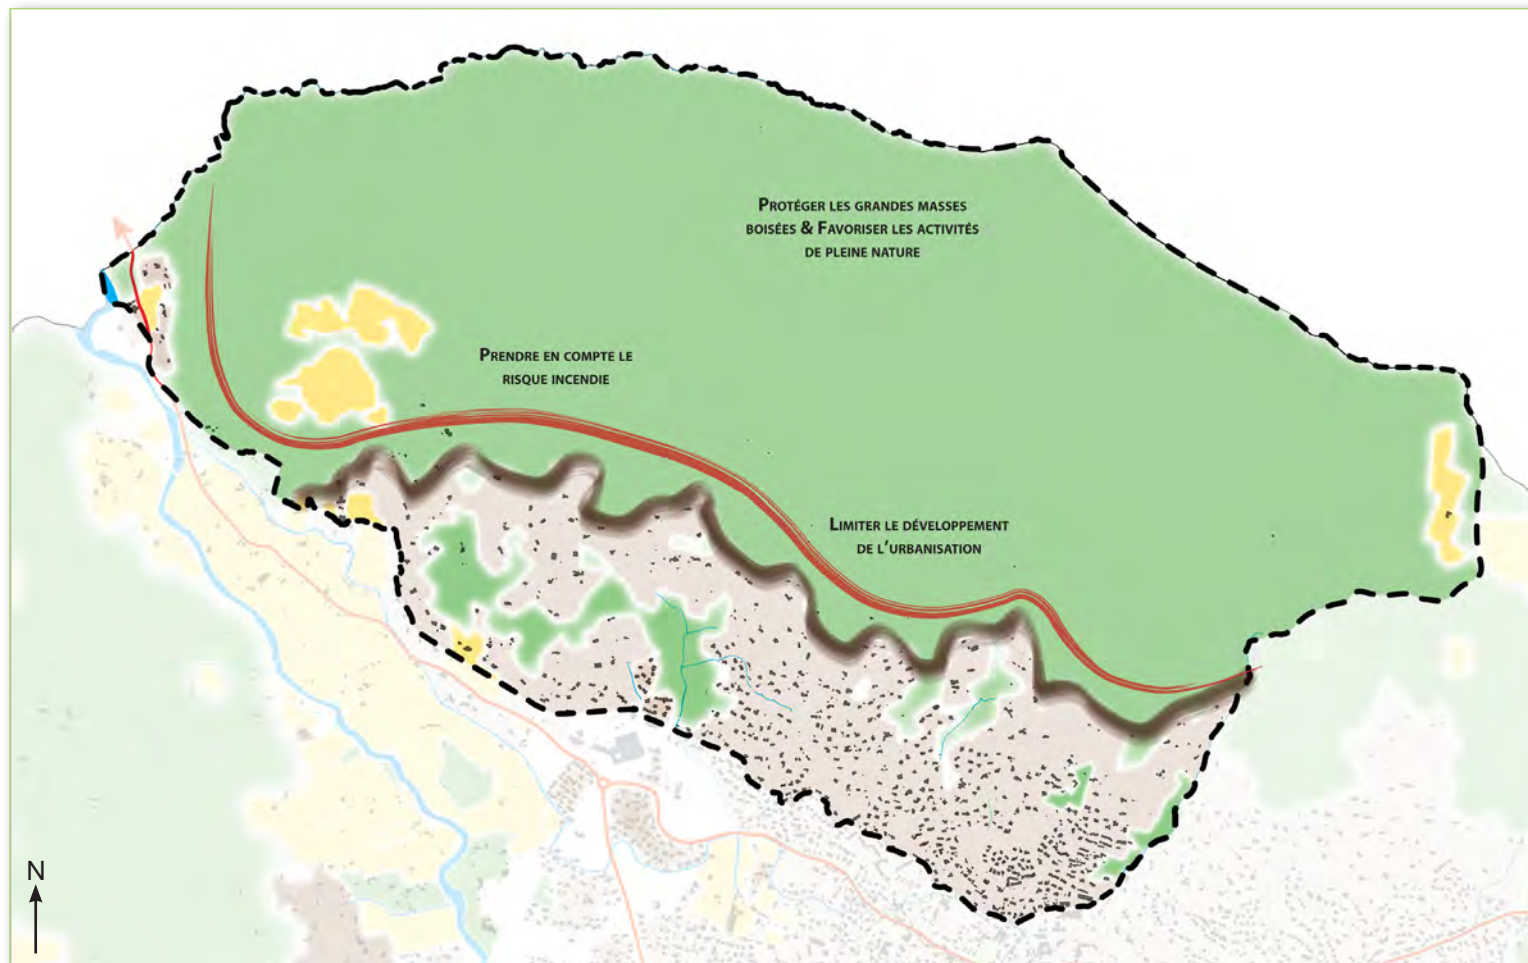 Protéger les grandes masses
boisées & Favoriser les activités
de pleine nature
Prendre en compte le
risque incendie
Limiter le développement
de l'urbanisation
N